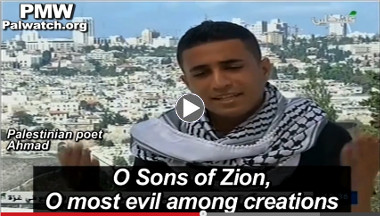 PMW
Palwatch.org
Palestinian poet
Ahmad
O Sons of Zion,
O most evil among creations